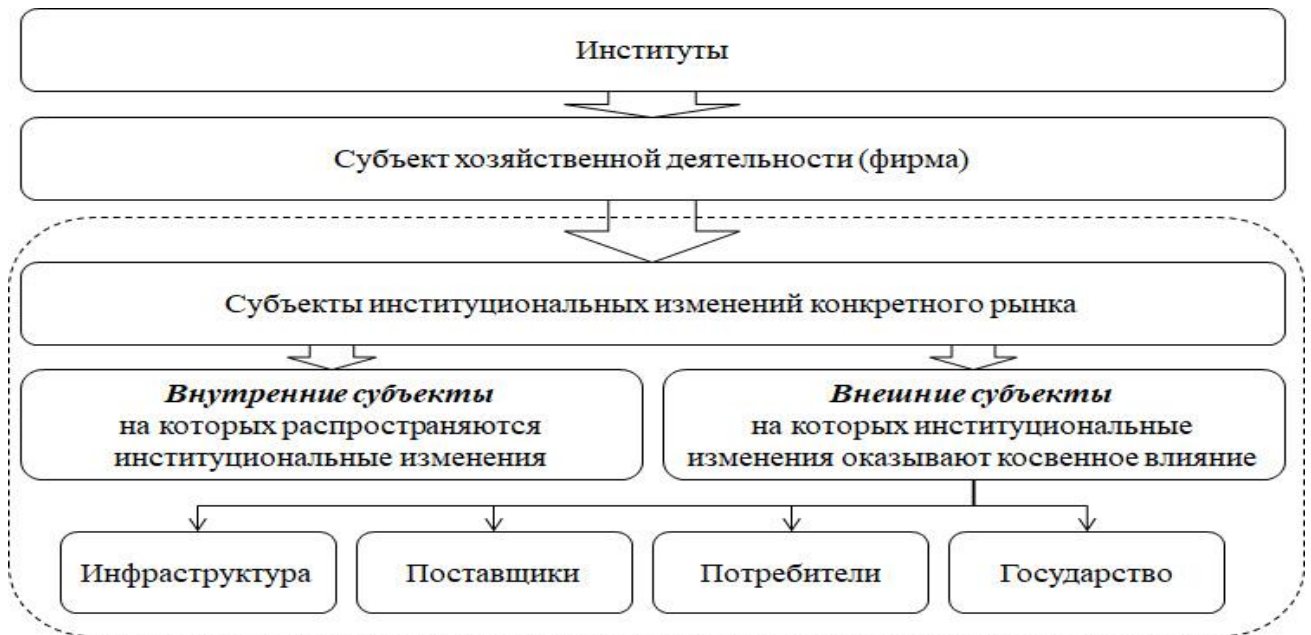 Институты
Субъект хозяйственной деятельности (фирма)
Субъекты институциональных изменений конкретного рынка
Внутренние субъекты
на которых распространяются
институциональные изменения
Внешние субъекты
на которых институциональные
изменения оказывают косвенное влияние
Инфраструктура
Поставщики
Потребители
Государство